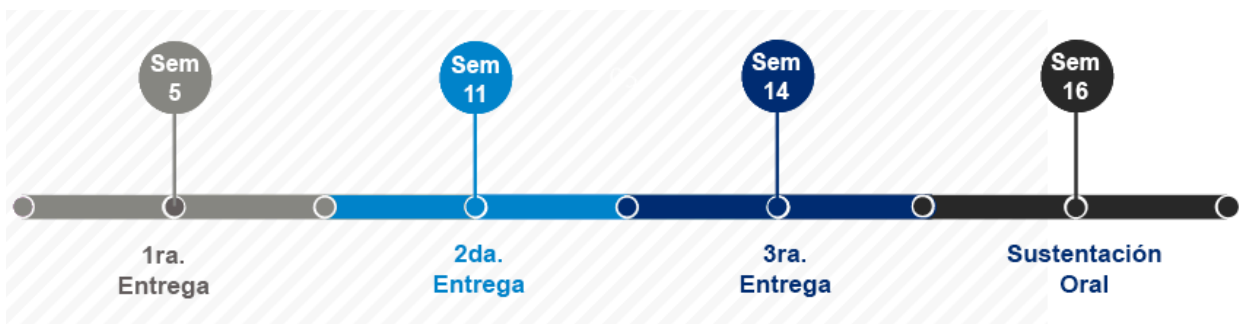 Sem
5
Sem
11
Sem
14
Sem
16
1ra.
Entrega
2da.
Entrega
3ra.
Entrega
Sustentación
Oral